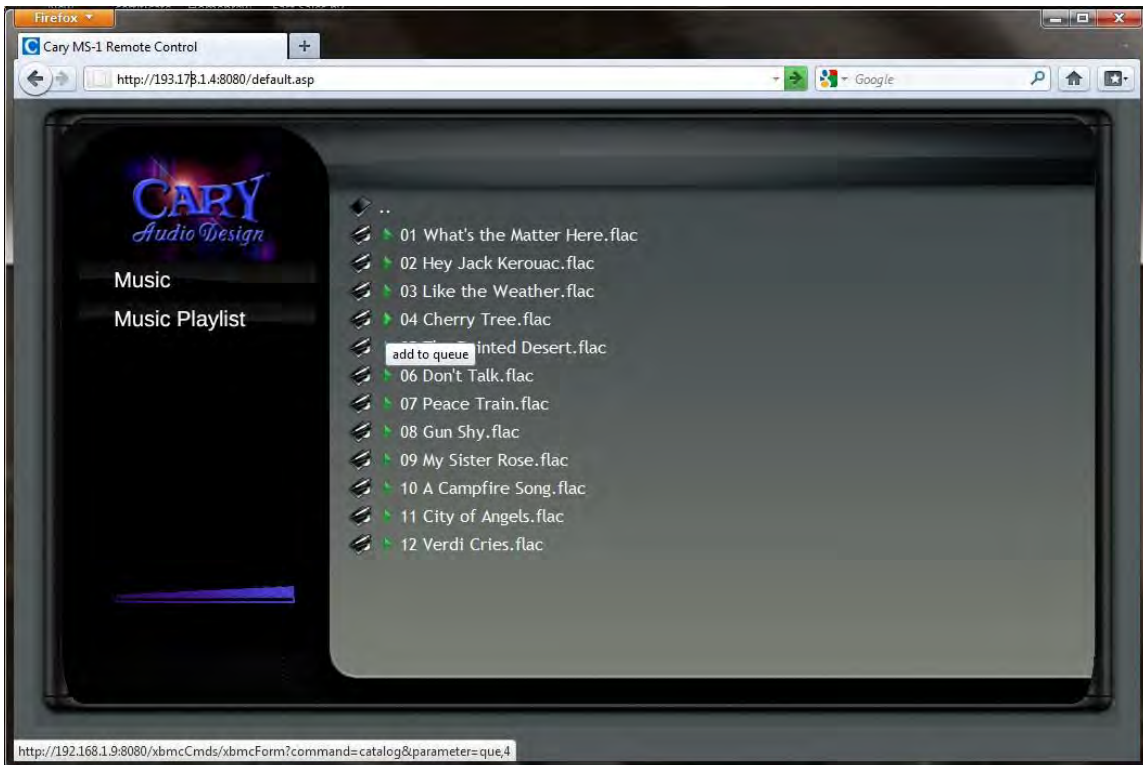 Firefox
Cary MS-1 Remote Control
http://193.178.1.4:8080/default.asp
Google
CARY
Audio Design
Music
Music Playlist
..
01 What's the Matter Here.flac
02 Hey Jack Kerouac.flac
03 Like the Weather.flac
04 Cherry Tree.flac
inted Desert.flac
add to queue
06 Don't Talk.flac
07 Peace Train.flac
08 Gun Shy.flac
09 My Sister Rose.flac
10 A Campfire Song.flac
11 City of Angels.flac
12 Verdi Cries.flac
http://192.168.1.9:8080/xbmcCmds/xbmcForm?command=catalog&parameter=que,4